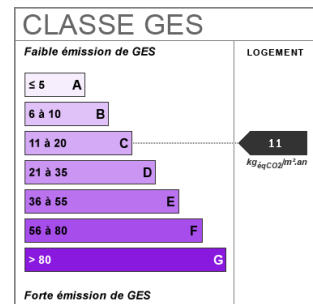 CLASSE GES
Faible émission de GES
LOGEMENT
≤ 5 A
6 à 10 B
11 à 20 C
11
kgéqCO2/m².an
21 à 35 D
36 à 55 E
56 à 80 F
> 80 G
Forte émission de GES